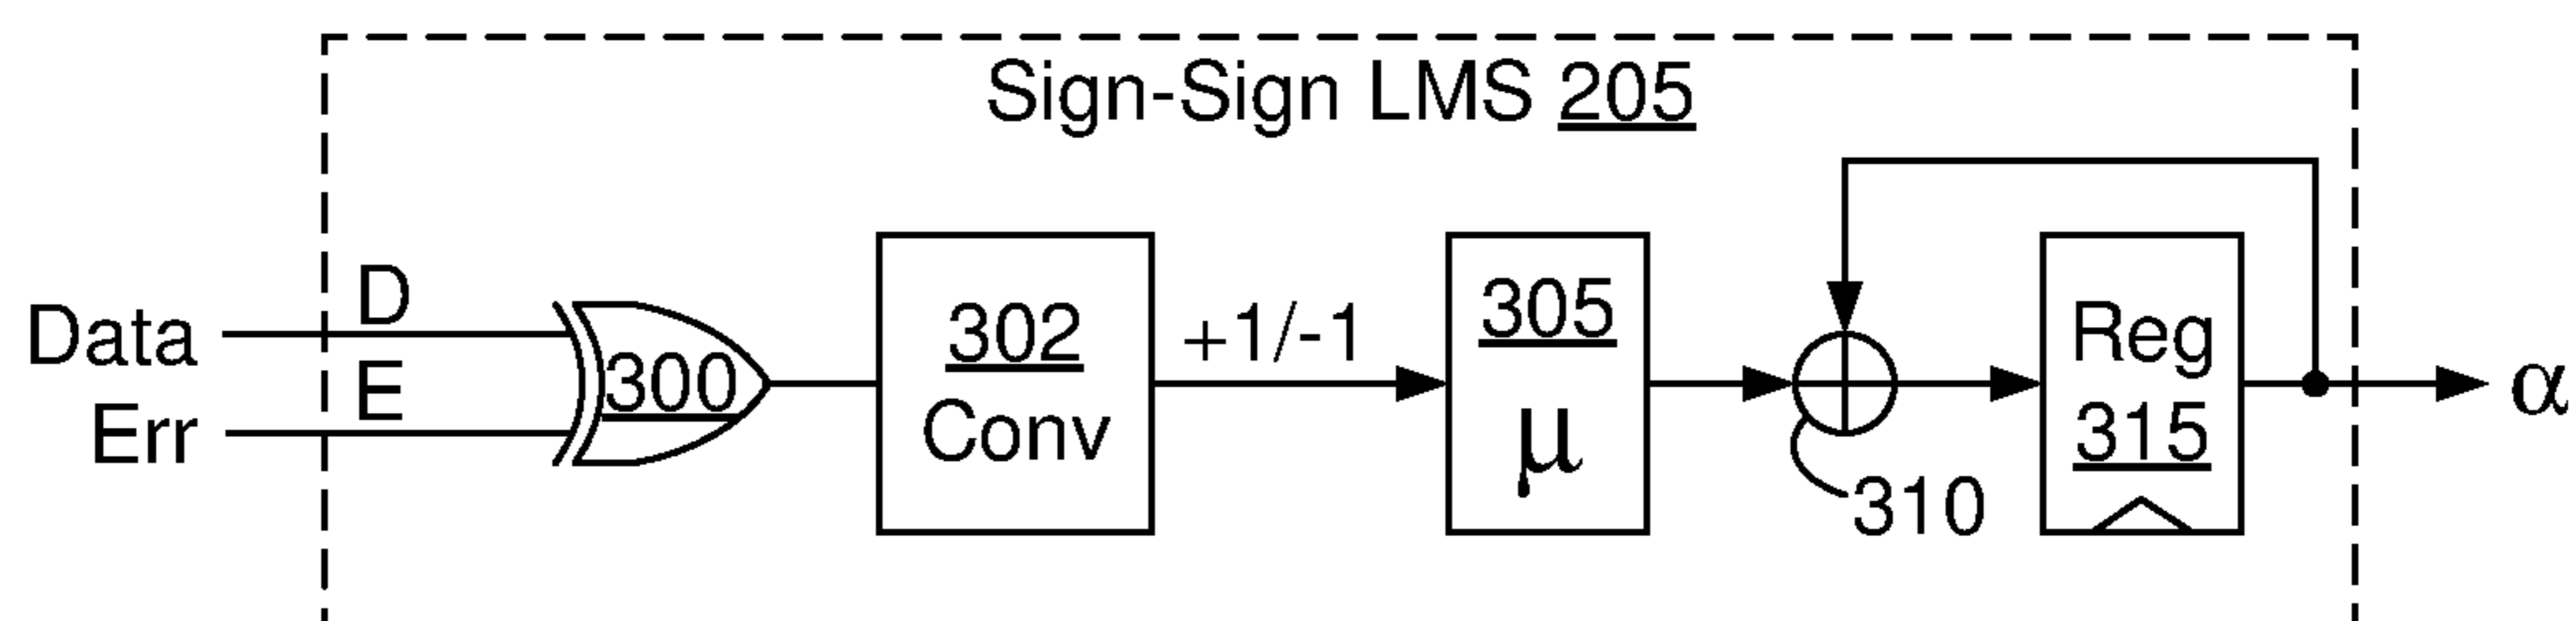 Sign-Sign LMS 205
Data
Err
D
E
300
302
Conv
+1/-1
305
μ
310
Reg
315
α